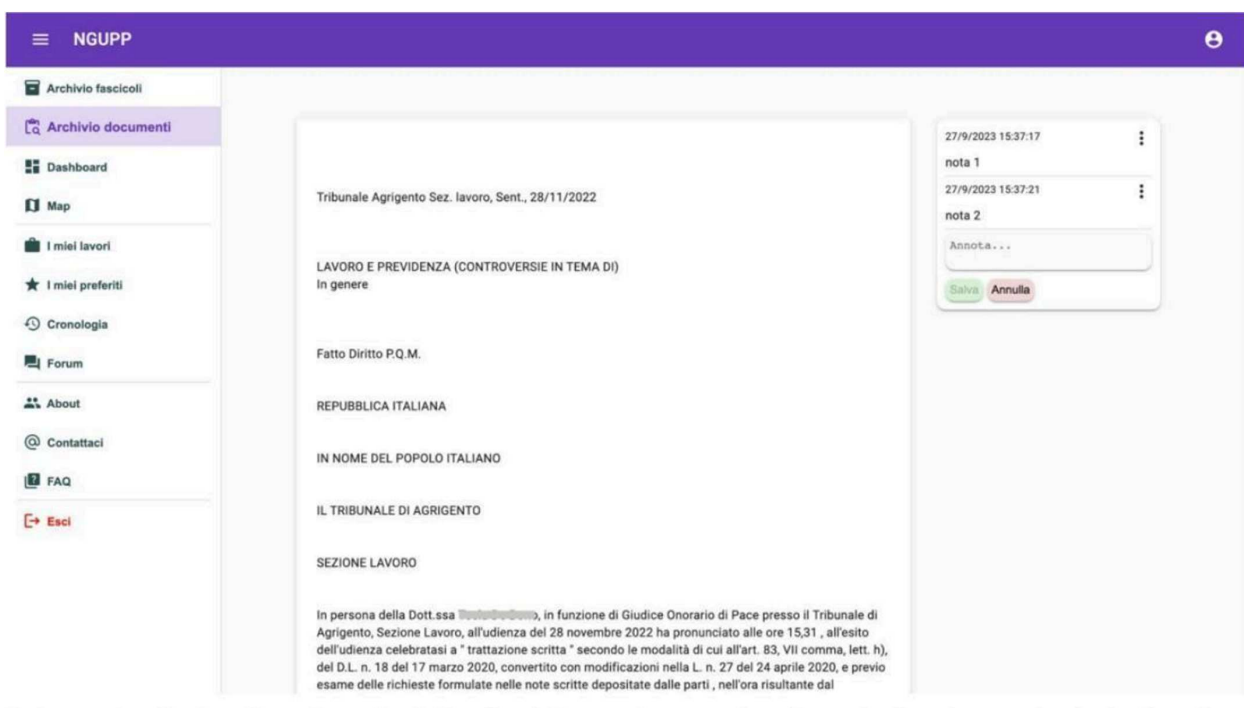 NGUPP
Archivio fascicoli
Archivio documenti
Dashboard
Map
I miei lavori
I miei preferiti
Cronologia
Forum
About
Contattaci
FAQ
Esci
Tribunale Agrigento Sez. lavoro, Sent., 28/11/2022
LAVORO E PREVIDENZA (CONTROVERSIE IN TEMA DI)
In genere
Fatto Diritto P.Q.M.
REPUBBLICA ITALIANA
IN NOME DEL POPOLO ITALIANO
IL TRIBUNALE DI AGRIGENTO
SEZIONE LAVORO
In persona della Dott.ssa , in funzione di Giudice Onorario di Pace presso il Tribunale di
Agrigento, Sezione Lavoro, all'udienza del 28 novembre 2022 ha pronunciato alle ore 15,31 , all'esito
dell'udienza celebratasi a " trattazione scritta " secondo le modalità di cui all'art. 83, VII comma, lett. h),
del D.L. n. 18 del 17 marzo 2020, convertito con modificazioni nella L. n. 27 del 24 aprile 2020, e previo
esame delle richieste formulate nelle note scritte depositate dalle parti , nell'ora risultante dal
27/9/2023 15:37:17
nota 1
27/9/2023 15:37:21
nota 2
Annota...
Salva Annulla